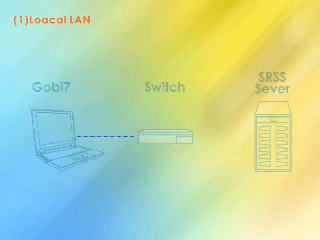 (1)Loacal LAN
Gobi7
Switch
SRSS
Sever